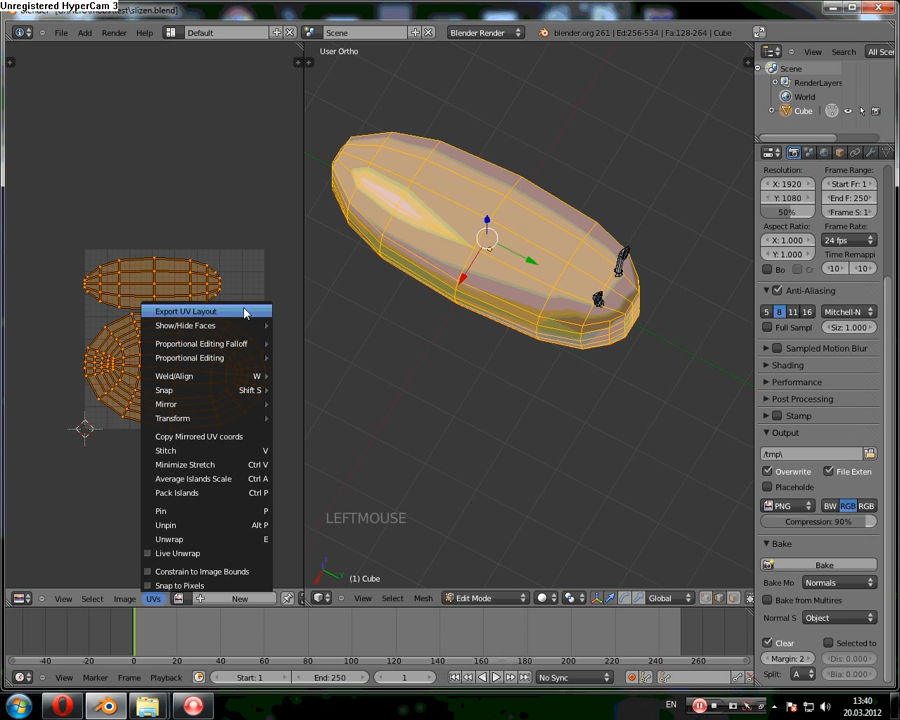 Unregistered HyperCam 3
slizen.blend]
File Add Render Help
Default
Scene
Blender Render
blender.org 261 | Ed:256-534 | Fa:128-264 | Cube
View Search All Scen
User Ortho
Scene
RenderLayers
World
Cube
Resolution: Frame Range:
X: 1920 Start Fr: 1
Y: 1080 End F: 250
50% Frame S: 1
Aspect Ratio: Frame Rate:
X: 1.000 24 fps
Y: 1.000 Time Remappi
Bo Cr 10 10
Anti-Aliasing
5 8 11 16 Mitchell-N
Full Sampl Siz: 1.000
Sampled Motion Blur
Shading
Performance
Post Processing
Stamp
Output
/tmp\
Overwrite File Exten
Placeholde
PNG BW RGB RGB
Compression: 90%
Bake
Bake
Bake Mo Normals
Bake from Multires
Normal S Object
Clear Selected to
Margin: 2 Dis: 0.000
Split: A Bia: 0.000
Export UV Layout
Show/Hide Faces
Proportional Editing Falloff
Proportional Editing
Weld/Align W
Snap Shift S
Mirror
Transform
Copy Mirrored UV coords
Stitch V
Minimize Stretch Ctrl V
Average Islands Scale Ctrl A
Pack Islands Ctrl P
Pin P
Unpin Alt P
Unwrap E
Live Unwrap
Constrain to Image Bounds
Snap to Pixels
LEFTMOUSE
(1) Cube
View Select Image UVs New
View Select Mesh Edit Mode Global
-40 -20 0 20 40 60 80 100 120 140 160 180 200 220 240 260
View Marker Frame Playback Start: 1 End: 250 1 No Sync
EN
13:40
20.03.2012